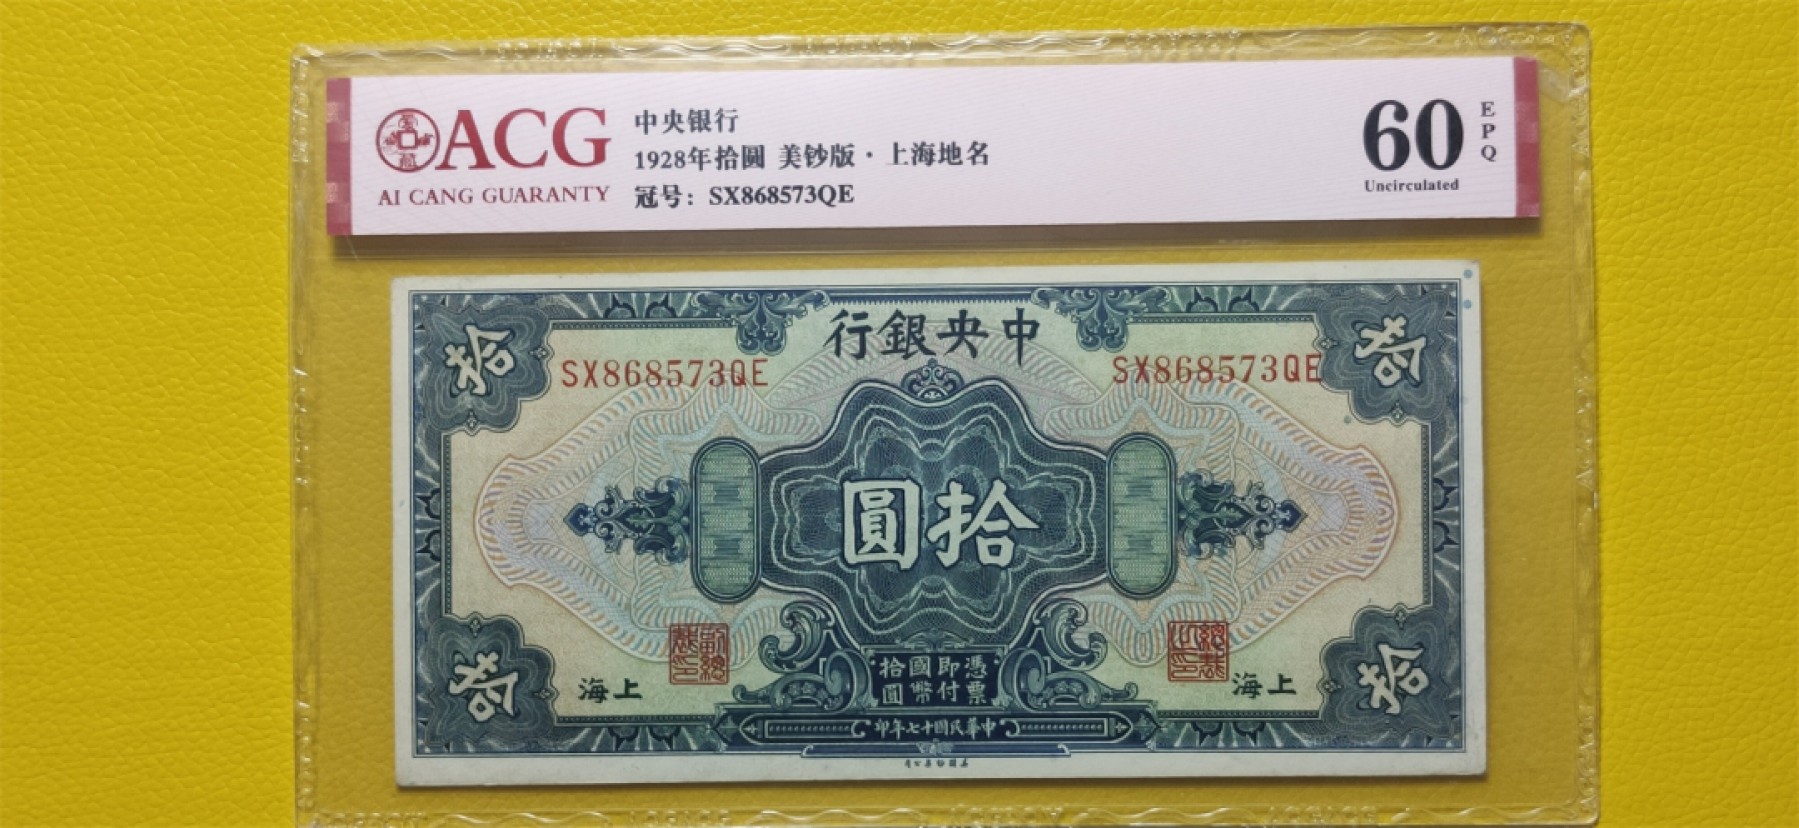 ACG
AI CANG GUARANTY
中央银行
1928年拾圆 美钞版·上海地名
冠号：SX868573QE
60
EPQ
Uncirculated
行銀央中
拾
拾
SX868573QE
SX868573QE
圓拾
上海
海上
憑票
即付
國幣
拾圓
印年七十國民華中
拾
拾